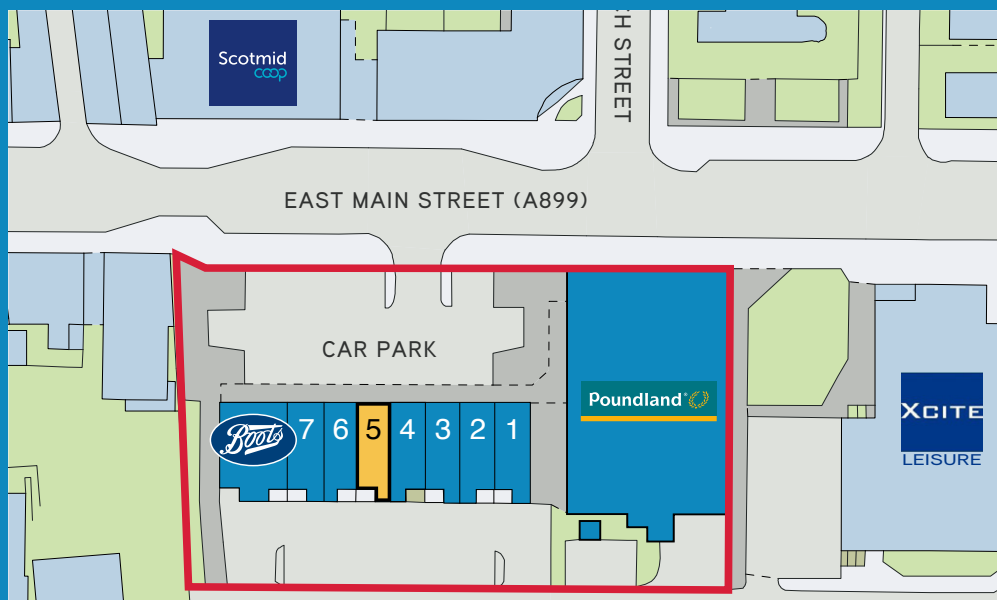 Scotmid
coop
CH STREET
EAST MAIN STREET (A899)
CAR PARK
Poundland
Boots
7 6 5 4 3 2 1
XCITE
LEISURE